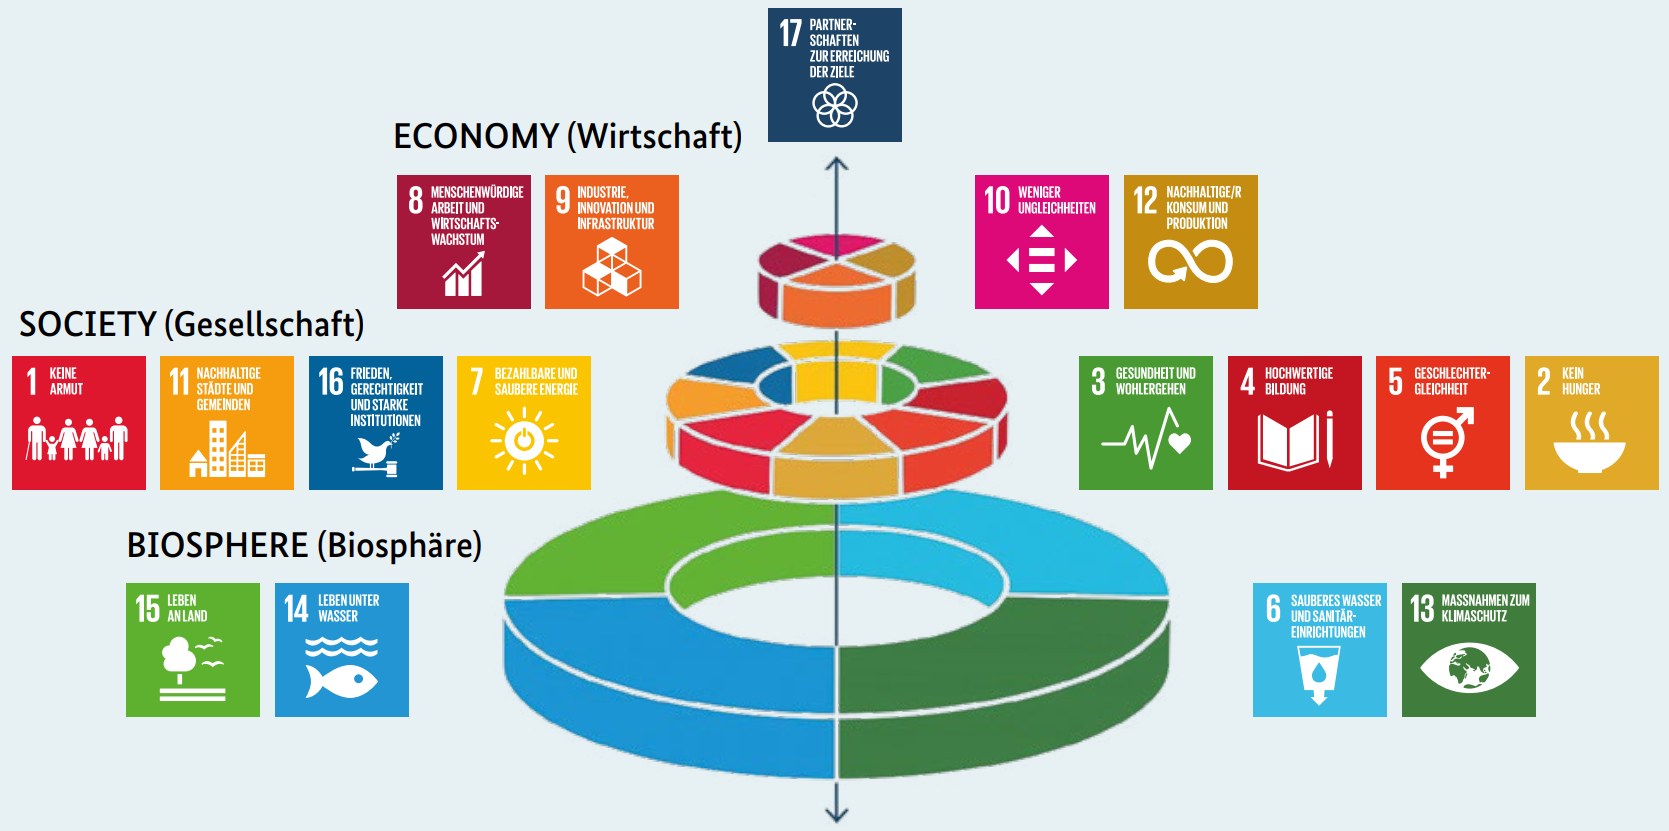 17 PARTNER-
SCHAFTEN
ZUR ERREICHUNG
DER ZIELE
ECONOMY (Wirtschaft)
8 MENSCHENWÜRDIGE
ARBEIT UND
WIRTSCHAFTS-
WACHSTUM
9 INDUSTRIE,
INNOVATION UND
INFRASTRUKTUR
10 WENIGER
UNGLEICHHEITEN
12 NACHHALTIGE/R
KONSUM UND
PRODUKTION
SOCIETY (Gesellschaft)
1 KEINE
ARMUT
11 NACHHALTIGE
STÄDTE UND
GEMEINDEN
16 FRIEDEN,
GERECHTIGKEIT
UND STARKE
INSTITUTIONEN
7 BEZAHLBARE UND
SAUBERE ENERGIE
3 GESUNDHEIT UND
WOHLERGEHEN
4 HOCHWERTIGE
BILDUNG
5 GESCHLECHTER-
GLEICHHEIT
2 KEIN
HUNGER
BIOSPHERE (Biosphäre)
15 LEBEN
AN LAND
14 LEBEN UNTER
WASSER
6 SAUBERES WASSER
UND SANITÄR-
EINRICHTUNGEN
13 MASSNAHMEN ZUM
KLIMASCHUTZ